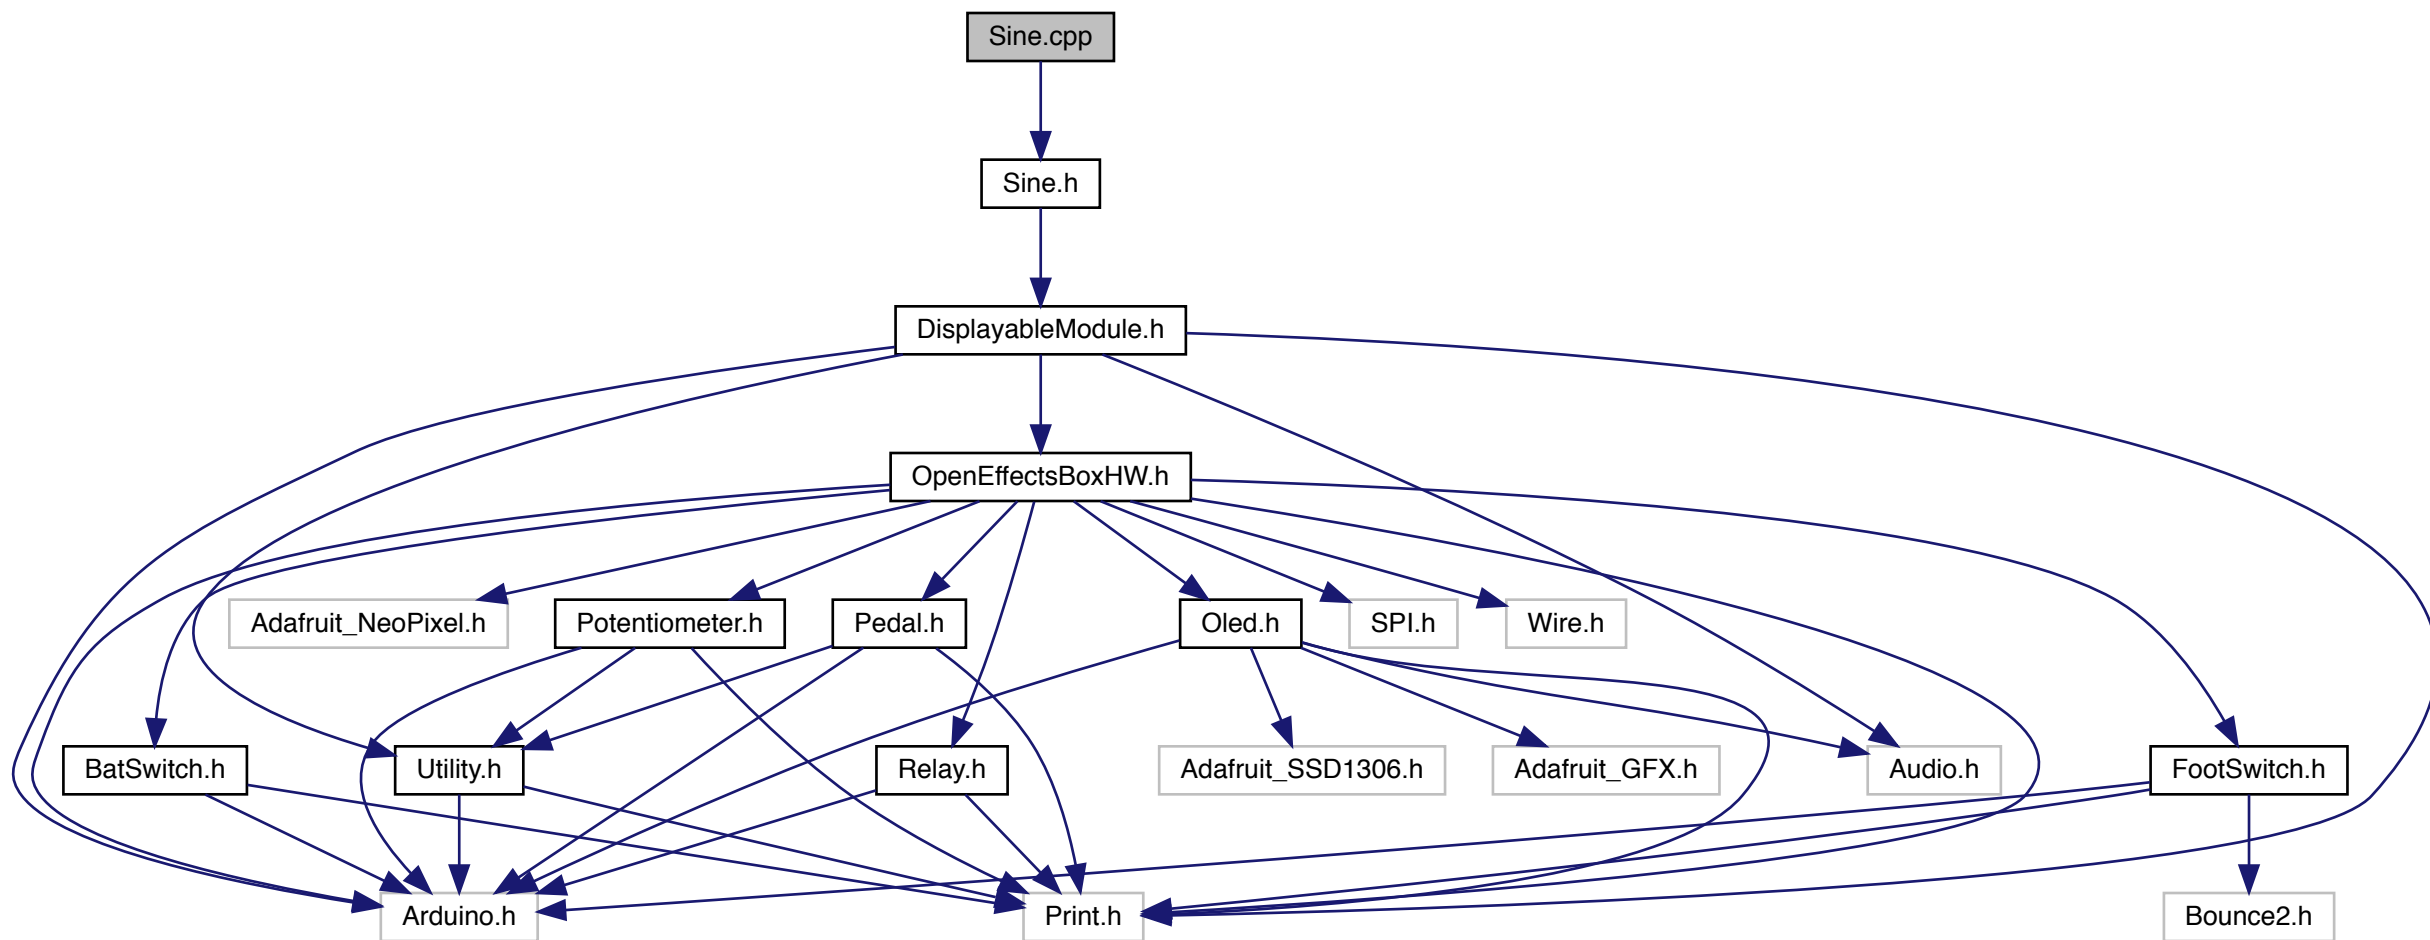 Sine.cpp
Sine.h
DisplayableModule.h
OpenEffectsBoxHW.h
Adafruit_NeoPixel.h
Potentiometer.h
Pedal.h
Oled.h
SPI.h
Wire.h
BatSwitch.h
Utility.h
Relay.h
Adafruit_SSD1306.h
Adafruit_GFX.h
Audio.h
FootSwitch.h
Arduino.h
Print.h
Bounce2.h